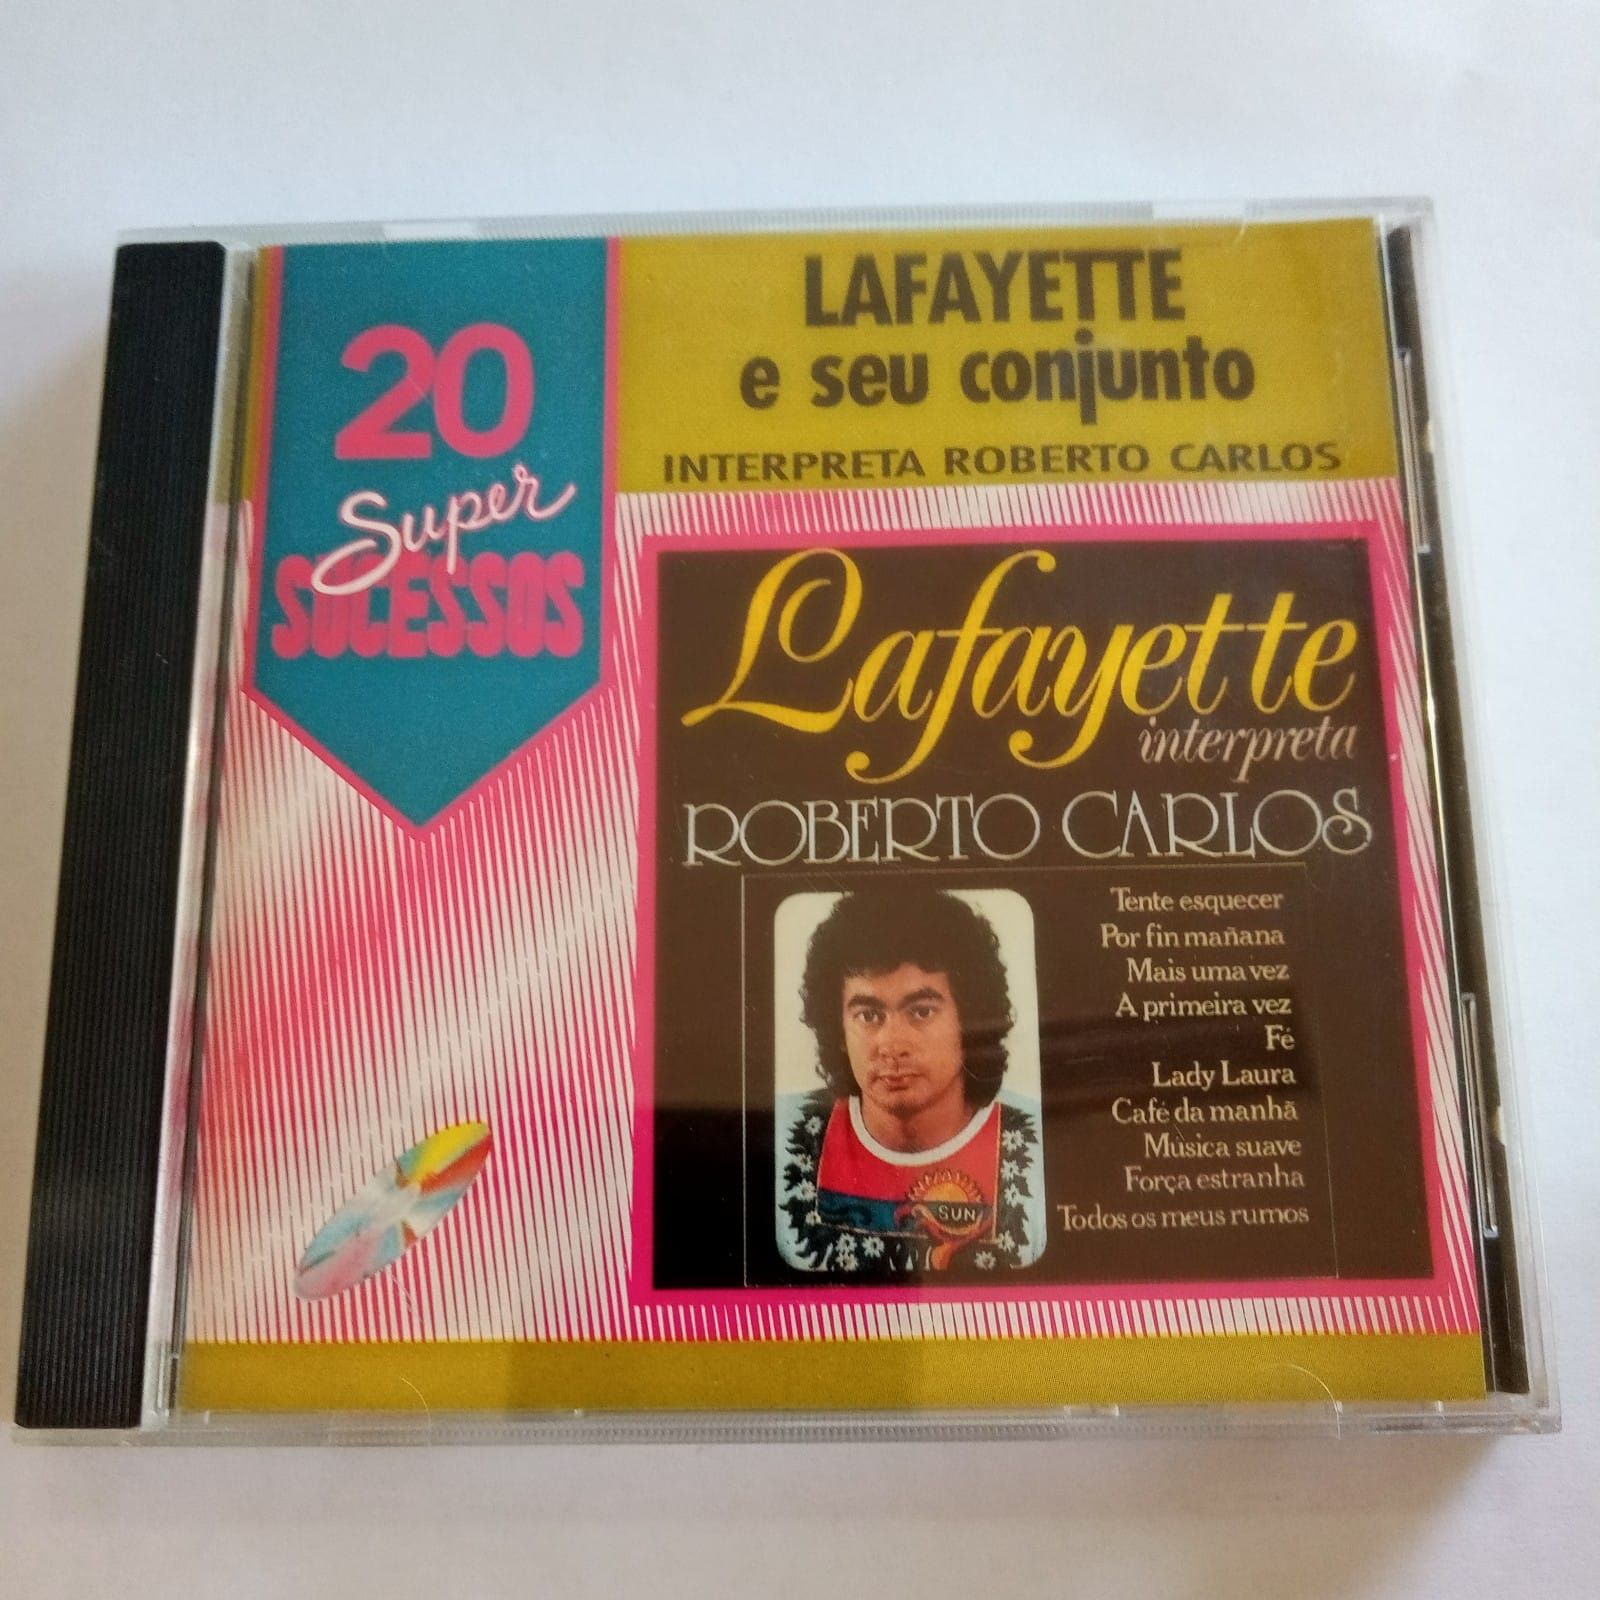 20
Super
SUCESSOS
LAFAYETTE
e seu conjunto
INTERPRETA ROBERTO CARLOS
Lafayette
interpreta
ROBERTO CARLOS
Tente esquecer
Por fin mañana
Mais uma vez
A primeira vez
Fé
Lady Laura
Café da manhã
Música suave
Força estranha
Todos os meus rumos
SUN